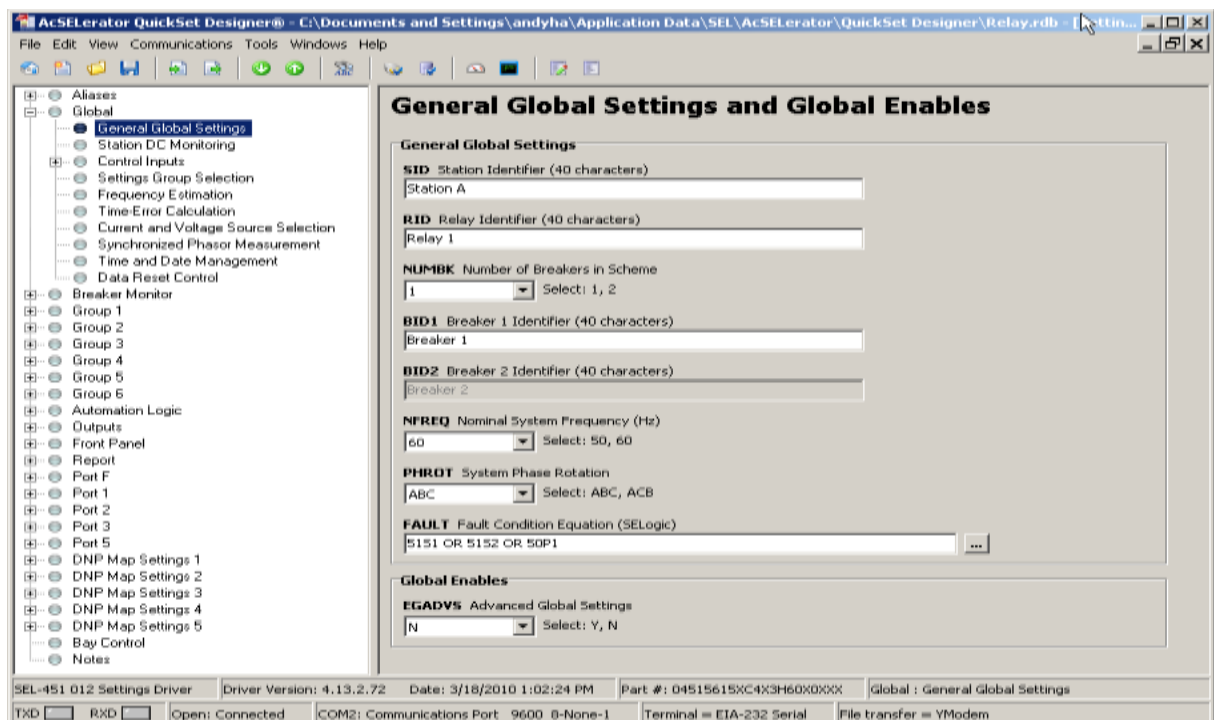 AcSELerator QuickSet Designer® - C:\Documents and Settings\andyha\Application Data\SEL\AcSELerator\QuickSet Designer\Relay.rdb - [Settin...
File Edit View Communications Tools Windows Help
Aliases
Global
General Global Settings
Station DC Monitoring
Control Inputs
Settings Group Selection
Frequency Estimation
Time-Error Calculation
Current and Voltage Source Selection
Synchronized Phasor Measurement
Time and Date Management
Data Reset Control
Breaker Monitor
Group 1
Group 2
Group 3
Group 4
Group 5
Group 6
Automation Logic
Outputs
Front Panel
Report
Port F
Port 1
Port 2
Port 3
Port 5
DNP Map Settings 1
DNP Map Settings 2
DNP Map Settings 3
DNP Map Settings 4
DNP Map Settings 5
Bay Control
Notes
General Global Settings and Global Enables
General Global Settings
SID Station Identifier (40 characters)
Station A
RID Relay Identifier (40 characters)
Relay 1
NUMBK Number of Breakers in Scheme
1 Select: 1, 2
BID1 Breaker 1 Identifier (40 characters)
Breaker 1
BID2 Breaker 2 Identifier (40 characters)
Breaker 2
NFREQ Nominal System Frequency (Hz)
60 Select: 50, 60
PHROT System Phase Rotation
ABC Select: ABC, ACB
FAULT Fault Condition Equation (SELogic)
51S1 OR 51S2 OR 50P1
...
Global Enables
EGADVS Advanced Global Settings
N Select: Y, N
SEL-451 012 Settings Driver Driver Version: 4.13.2.72 Date: 3/18/2010 1:02:24 PM Part #: 04515615XC4X3H60X0XXX Global : General Global Settings
TXD RXD Open: Connected COM2: Communications Port 9600 8-None-1 Terminal = EIA-232 Serial File transfer = YModem